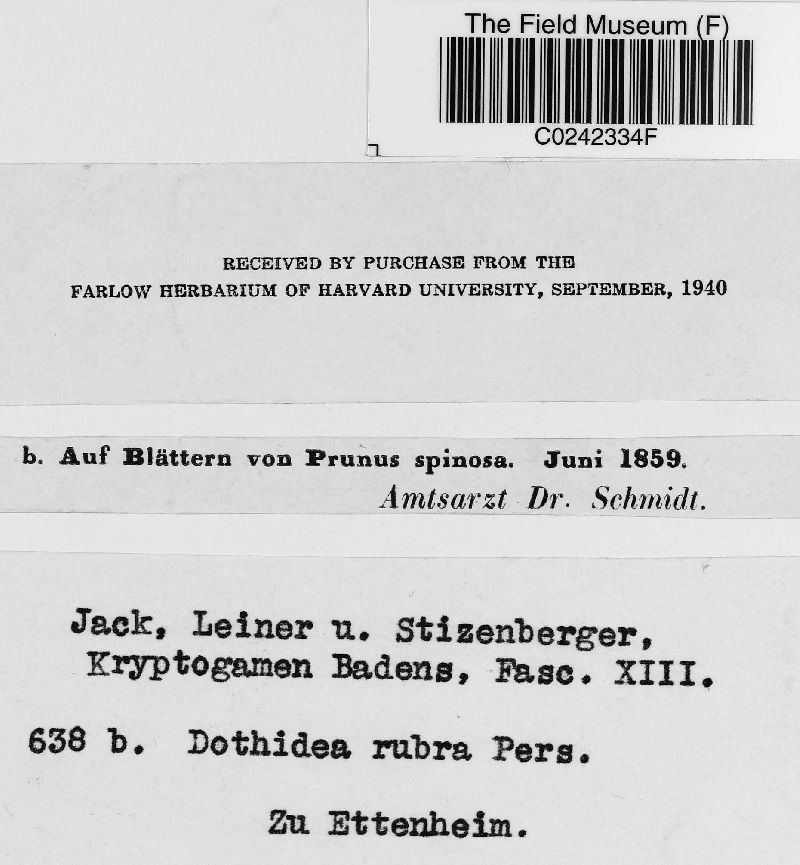 The Field Museum (F)
C0242334F
RECEIVED BY PURCHASE FROM THE
FARLOW HERBARIUM OF HARVARD UNIVERSITY, SEPTEMBER, 1940
b. Auf Blättern von Prunus spinosa. Juni 1859.
Amtsarzt Dr. Schmidt.
Jack, Leiner u. Stizenberger,
Kryptogamen Badens, Fasc. XIII.
638 b. Dothidea rubra Pers.
Zu Ettenheim.